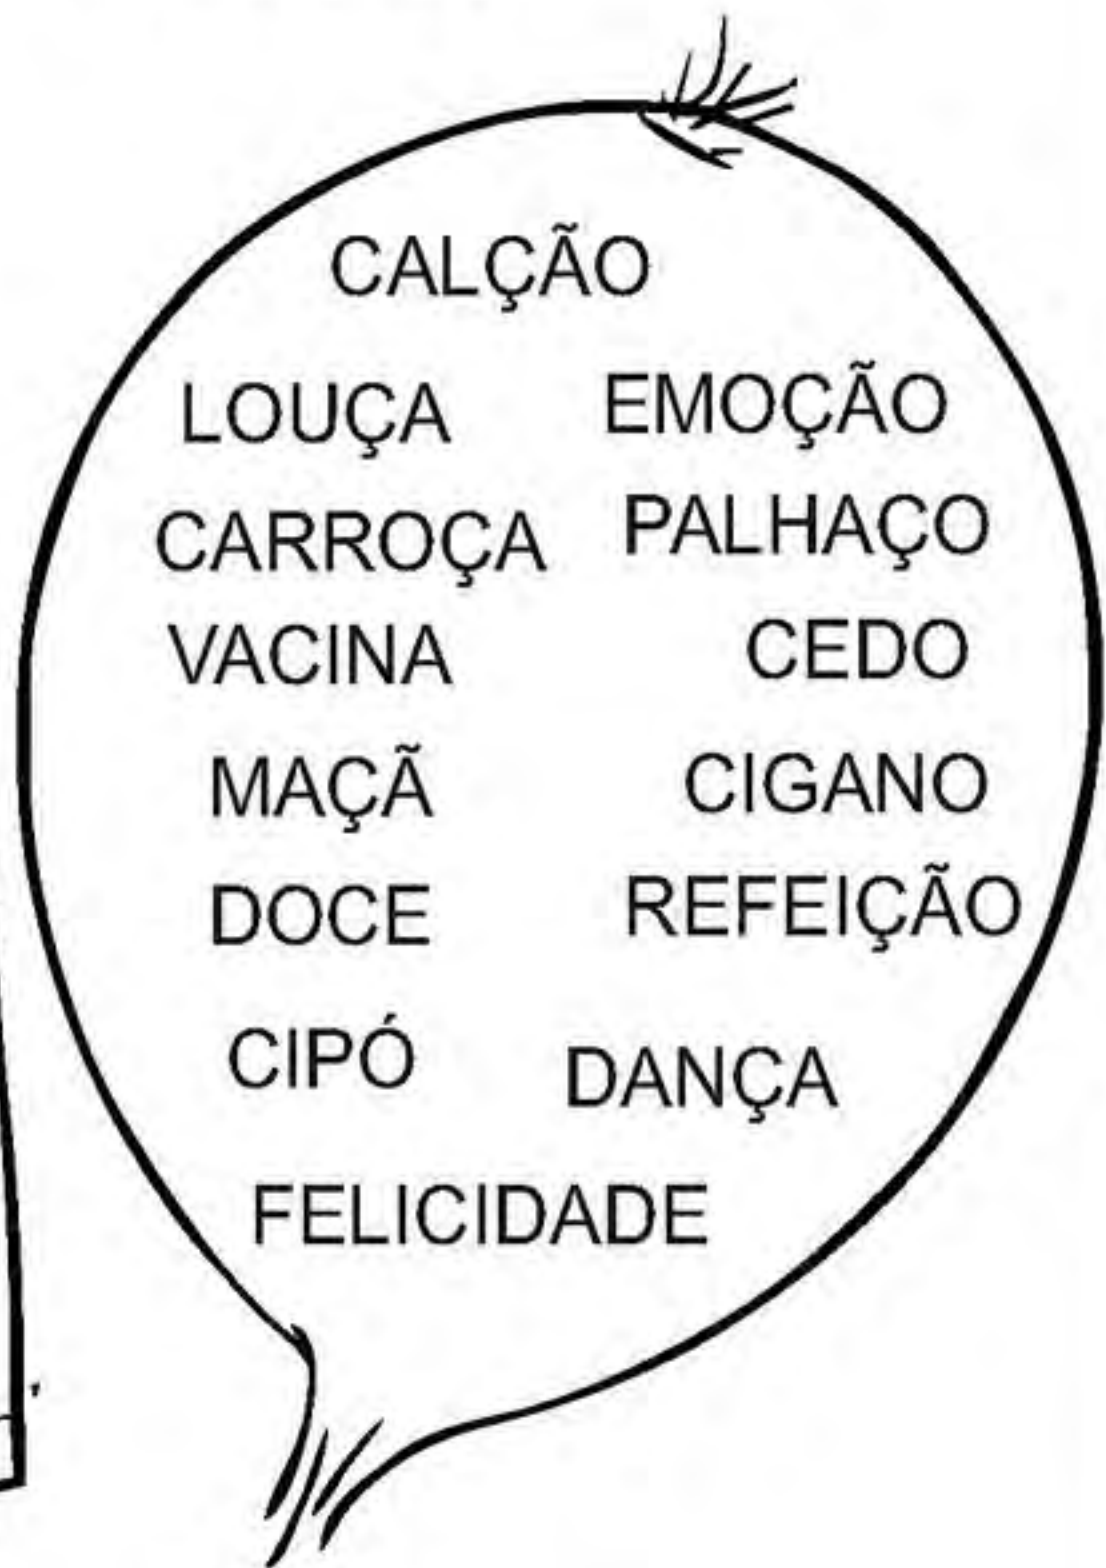 CALÇÃO
LOUÇA EMOÇÃO
CARROÇA PALHAÇO
VACINA CEDO
MAÇÃ CIGANO
DOCE REFEIÇÃO
CIPÓ DANÇA
FELICIDADE